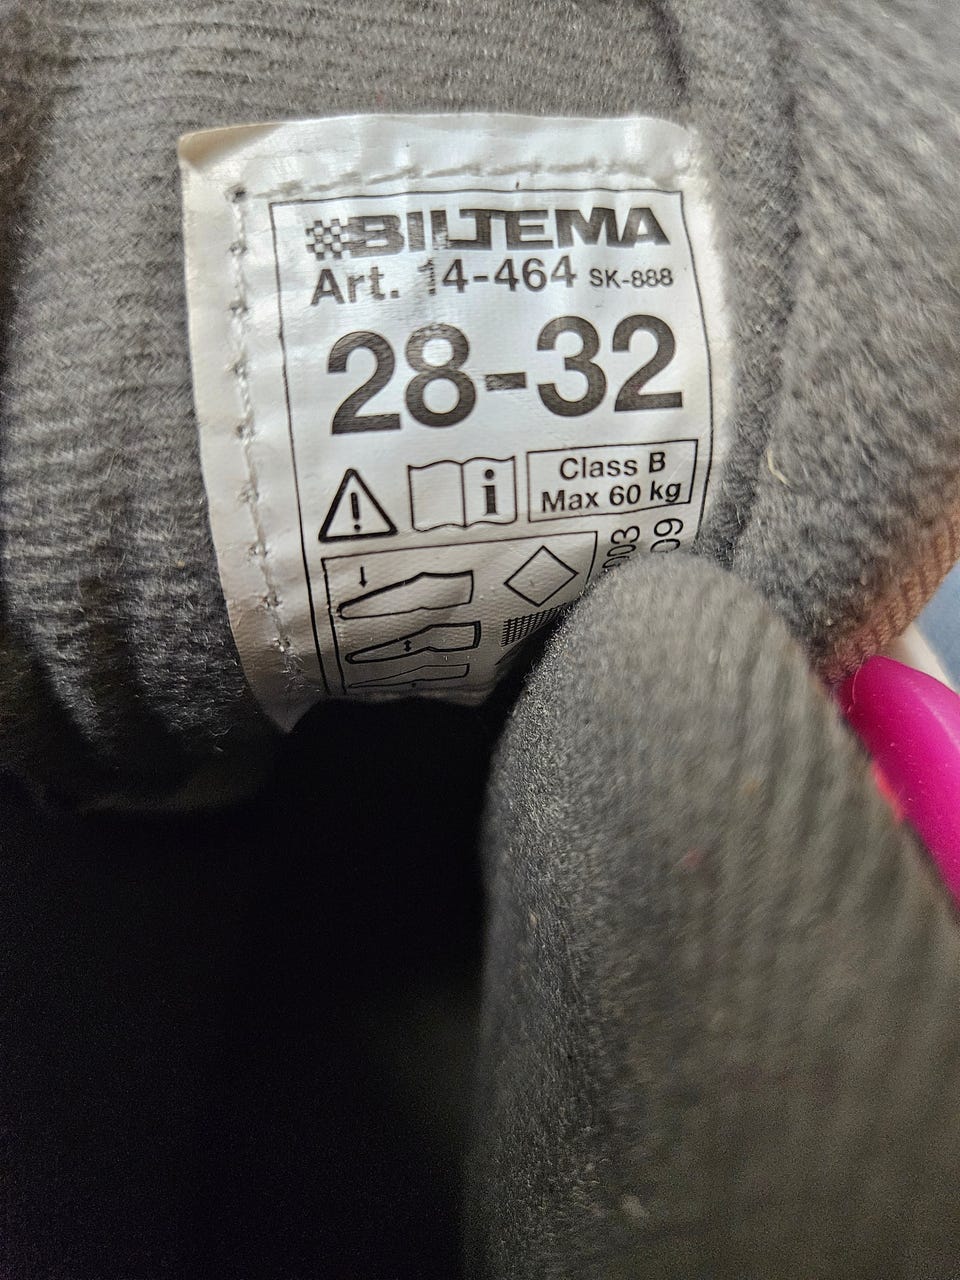 BILTEMA
Art. 14-464 SK-888
28-32
i
Class B
Max 60 kg